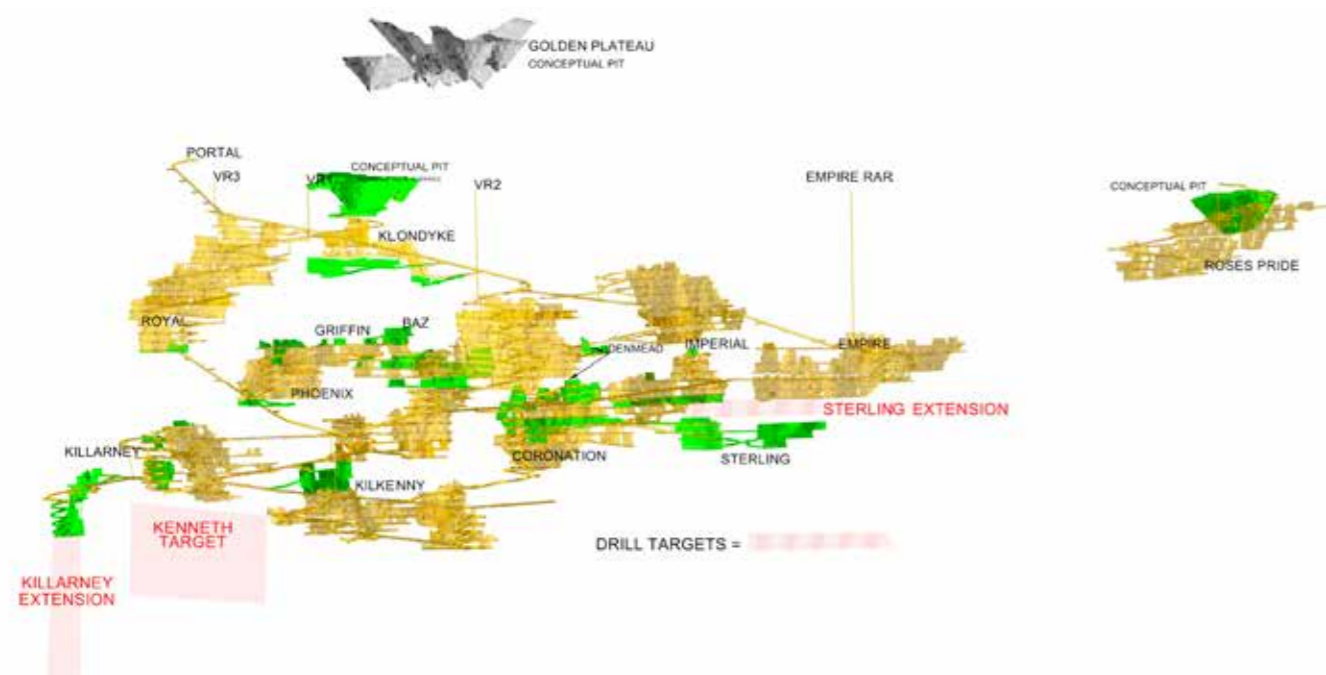 GOLDEN PLATEAU
CONCEPTUAL PIT
PORTAL
VR3
CONCEPTUAL PIT
VR1
VR2
EMPIRE RAR
CONCEPTUAL PIT
KLONDYKE
ROSES PRIDE
ROYAL
GRIFFIN
BAZ
IMPERIAL
EMPIRE
PHOENIX
STERLING EXTENSION
KILLARNEY
CORONATION
STERLING
KILKENNY
KENNETH
TARGET
DRILL TARGETS =
KILLARNEY
EXTENSION